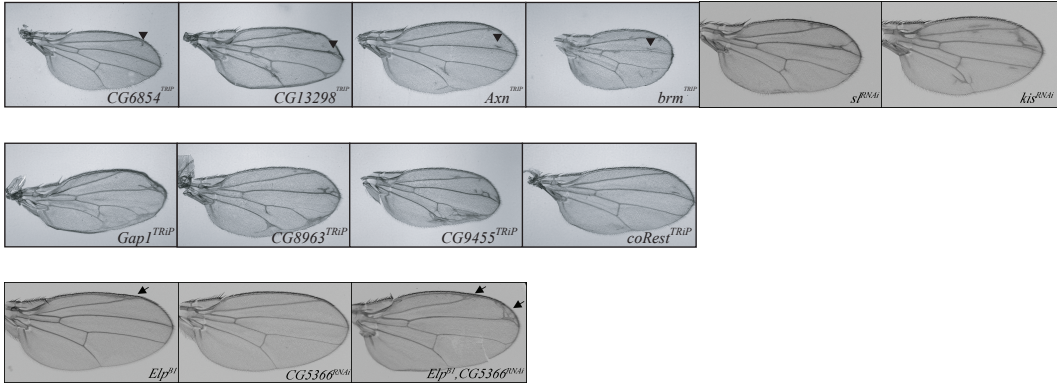 CG6854TRiP CG13298TRiP AxnTRiP brmTRiP slRNAi kisRNAi
Gap1TRiP CG8963TRiP CG9455TRiP coRestTRiP
ElpB1 CG5366RNAi ElpB1,CG5366RNAi